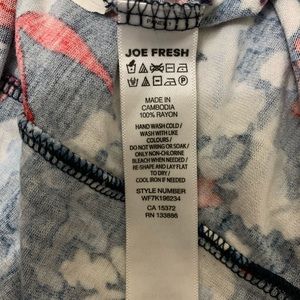 JOE FRESH
MADE IN
CAMBODIA
100% RAYON
HAND WASH COLD/
WASH WITH LIKE
COLOURS/
DO NOT WRING OR SOAK/
ONLY NON-CHLORINE
BLEACH WHEN NEEDED/
RE-SHAPE AND LAY FLAT
TO DRY/
COOL IRON IF NEEDED
STYLE NUMBER
WF7K196234
CA 15372
RN 133886